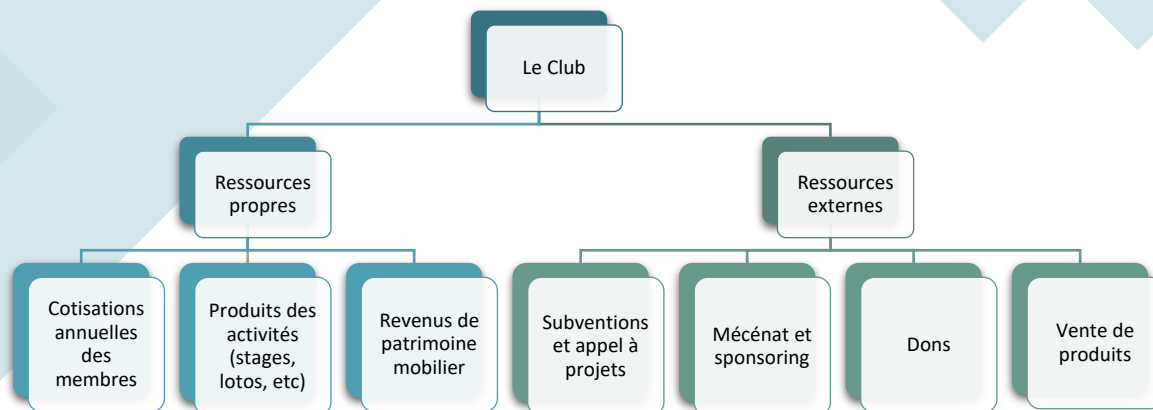 Le Club
Ressources
propres
Ressources
externes
Cotisations
annuelles
des
membres
Produits des
activités
(stages,
lotos, etc)
Revenus de
patrimoine
mobilier
Subventions
et appel à
projets
Mécénat et
sponsoring
Dons
Vente de
produits